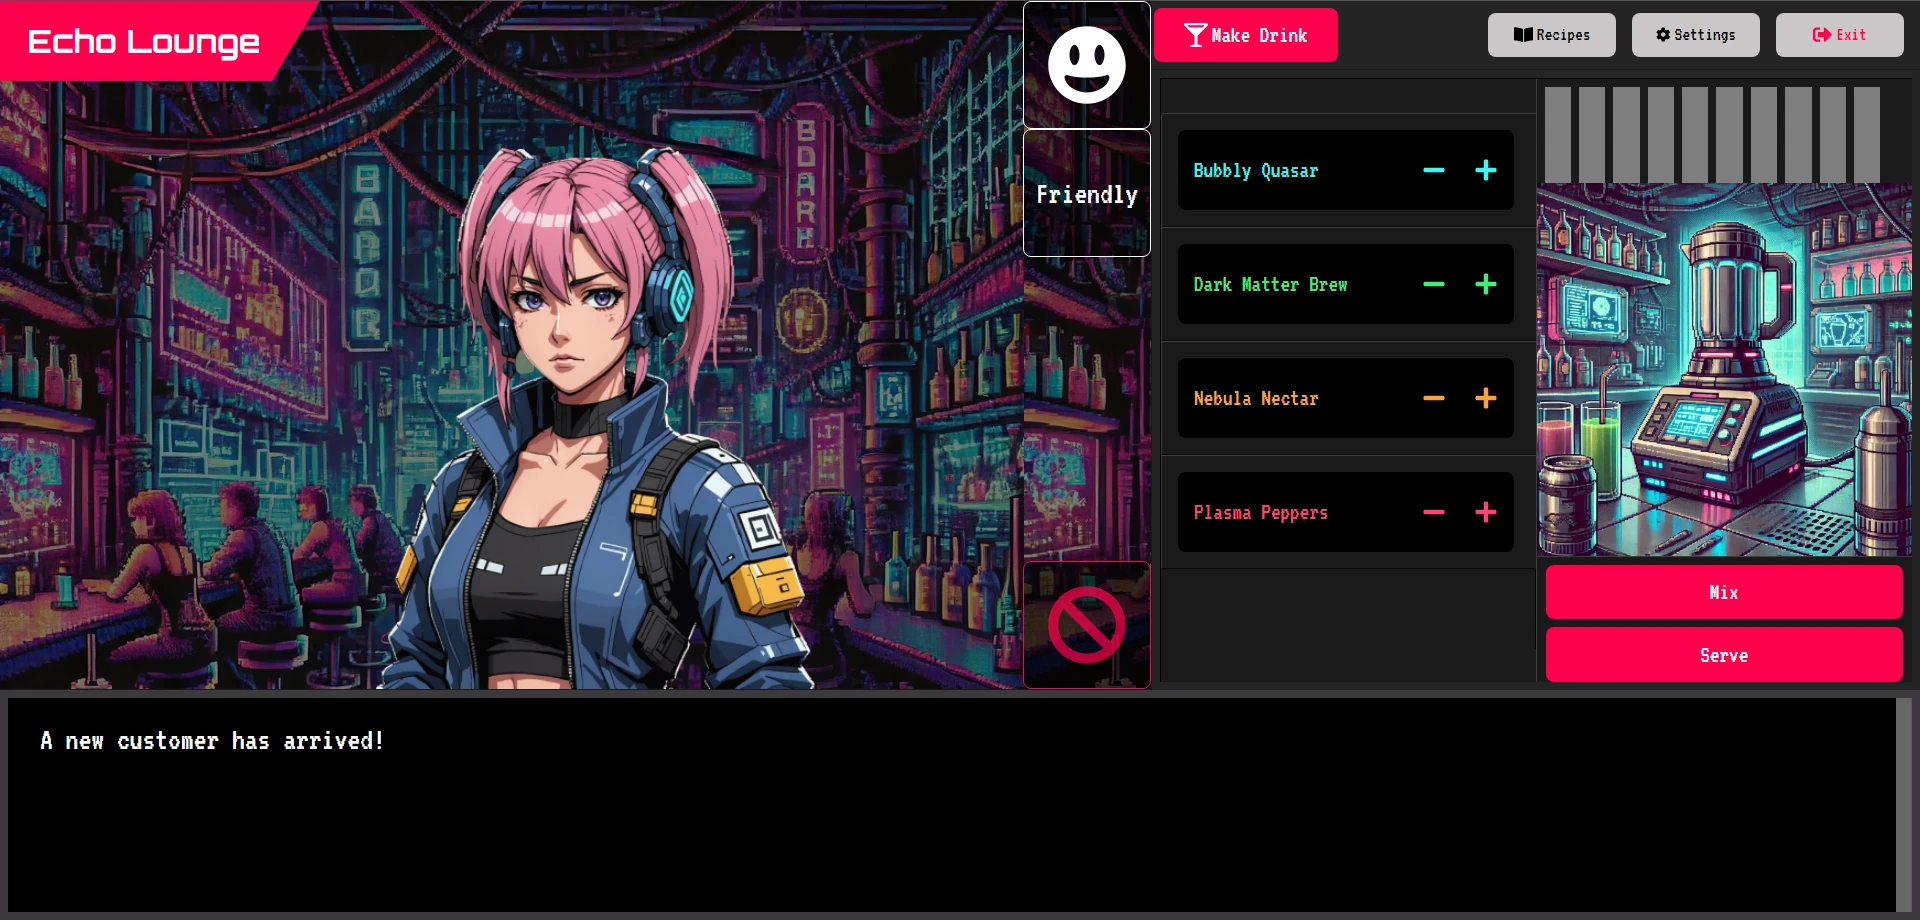 Echo Lounge
Make Drink
Recipes
Settings
Exit
Friendly
Bubbly Quasar
Dark Matter Brew
Nebula Nectar
Plasma Peppers
Mix
Serve
A new customer has arrived!